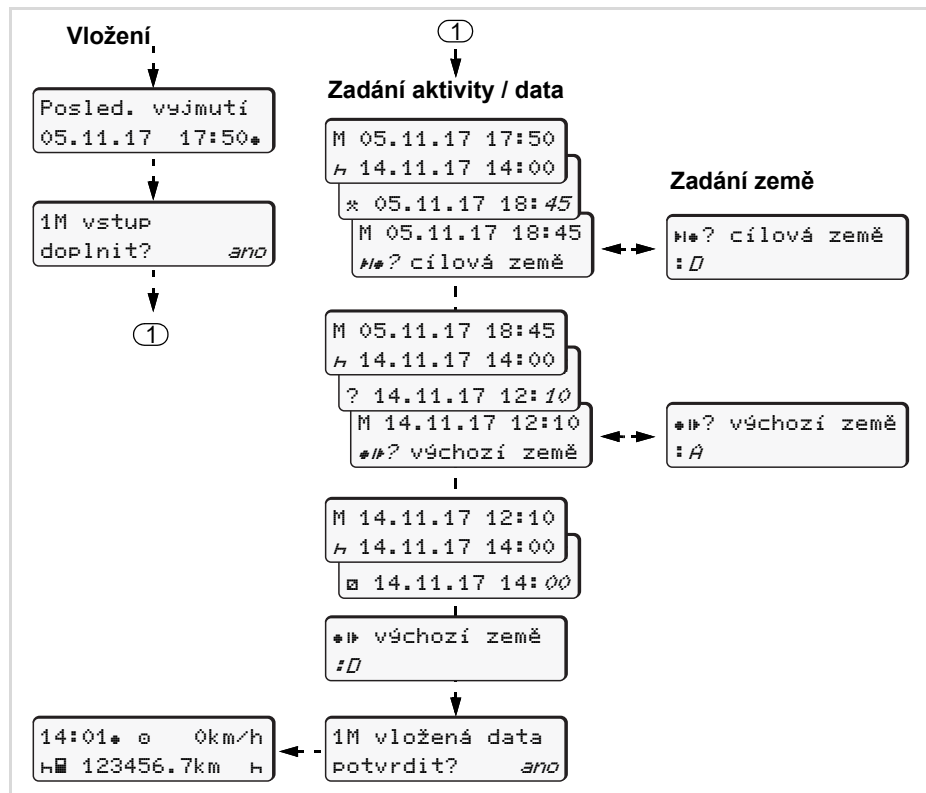 Vložení
Posled. vyjmutí
05.11.17 17:50
1M vstup
doplnit? ano
1
1
Zadání aktivity / data
M 05.11.17 17:50
14.11.17 14:00
05.11.17 18:45
M 05.11.17 18:45
? cílová země
Zadání země
? cílová země
:D
M 05.11.17 18:45
14.11.17 14:00
? 14.11.17 12:10
M 14.11.17 12:10
? výchozí země
? výchozí země
:A
M 14.11.17 12:10
14.11.17 14:00
14.11.17 14:00
výchozí země
:D
1M vložená data
potvrdit? ano
14:01 0km/h
123456.7km